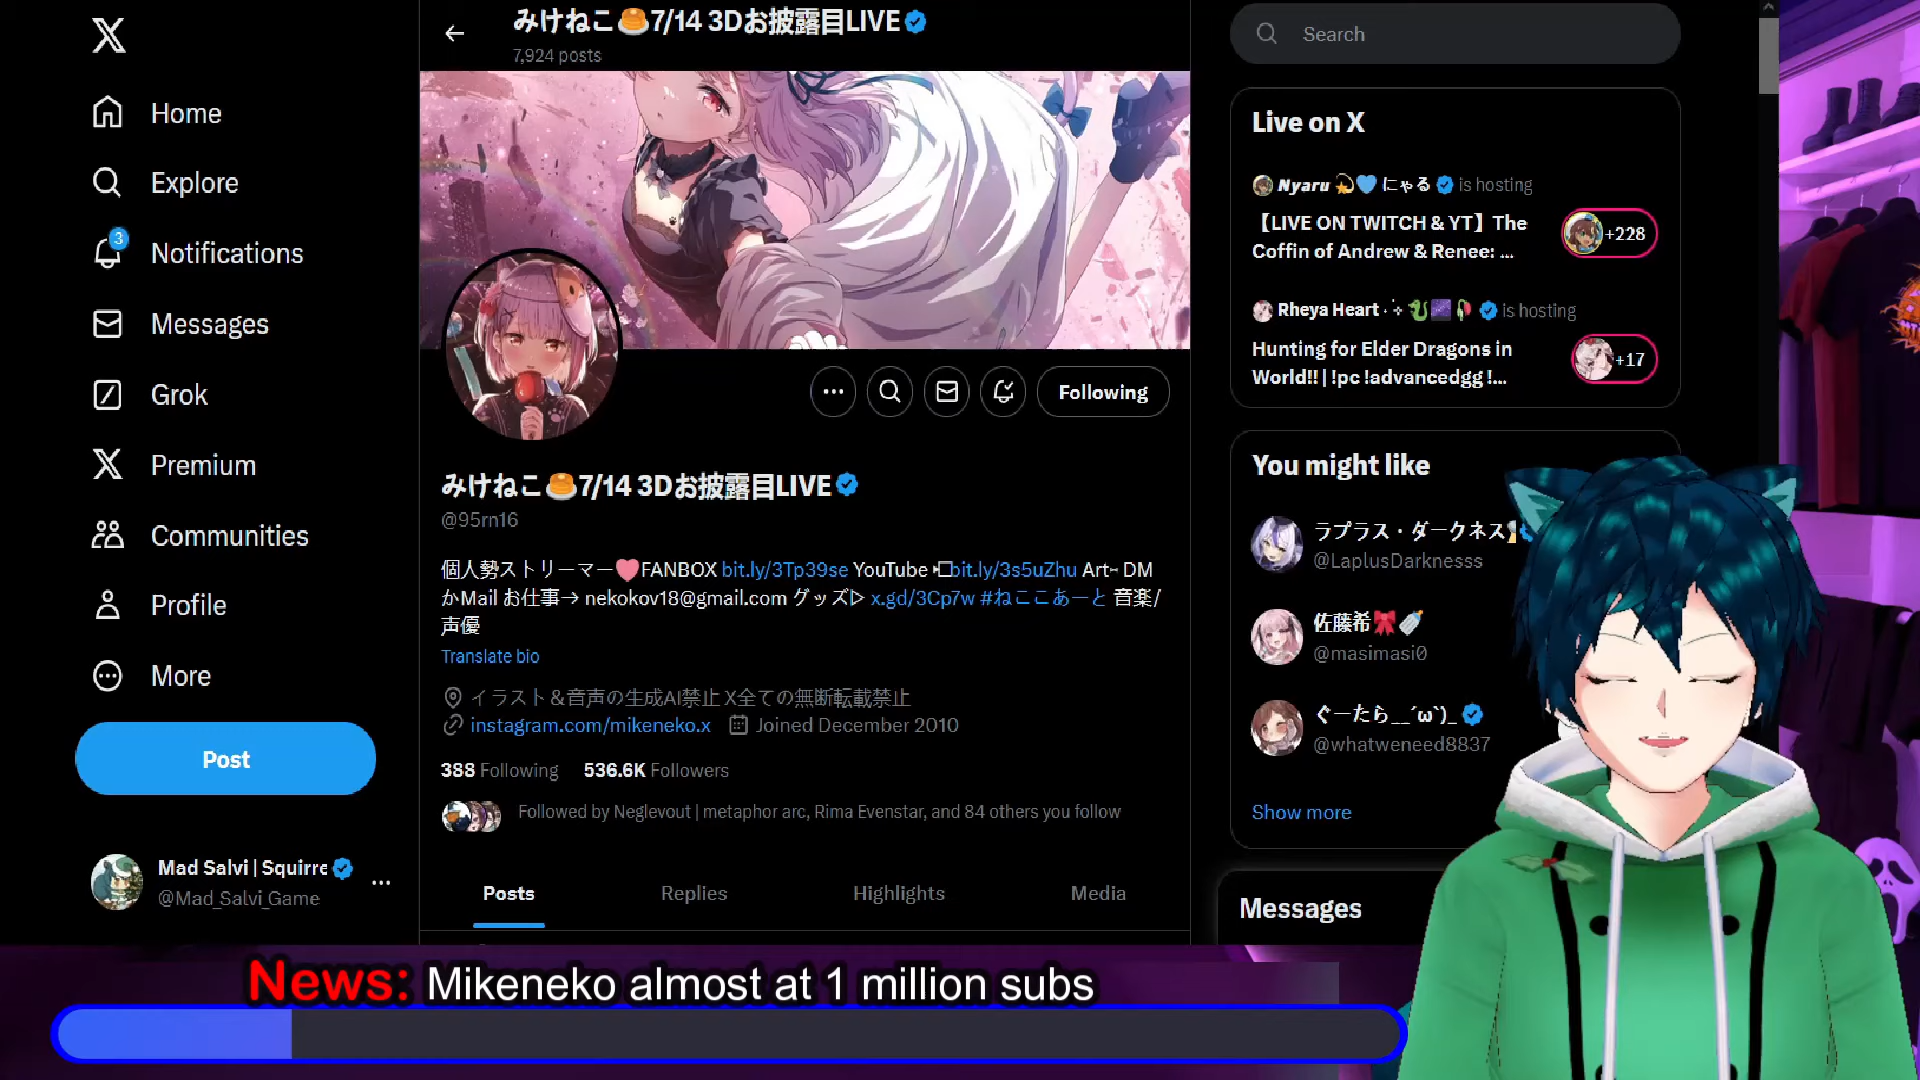 Home
Explore
3
Notifications
Messages
Grok
Premium
Communities
Profile
More
Post
Mad Salvi | Squirre
@Mad_Salvi_Game
みけねこ🥞7/14 3Dお披露目LIVE
7,924 posts
Following
みけねこ🥞7/14 3Dお披露目LIVE
@95rn16
個人勢ストリーマー🩷FANBOX bit.ly/3Tp39se YouTube bit.ly/3s5uZhu Art- DM
かMail お仕事→ nekokov18@gmail.com グッズ▷ x.gd/3Cp7w #ねここあーと 音楽/
声優
Translate bio
イラスト＆音声の生成AI禁止 X全ての無断転載禁止
instagram.com/mikeneko.x Joined December 2010
388 Following 536.6K Followers
Followed by Neglevout | metaphor arc, Rima Evenstar, and 84 others you follow
Posts Replies Highlights Media
Search
Live on X
Nyaru 💫🩵 にゃる is hosting
【LIVE ON TWITCH & YT】The
Coffin of Andrew & Renee: ...
+228
Rheya Heart is hosting
Hunting for Elder Dragons in
World!! | !pc !advancedgg !...
+17
You might like
ラプラス・ダークネス
@LaplusDarknesss
佐藤希🎀🍼
@masimasi0
ぐーたら__´ω`)_
@whatweneed8837
Show more
Messages
News: Mikeneko almost at 1 million subs